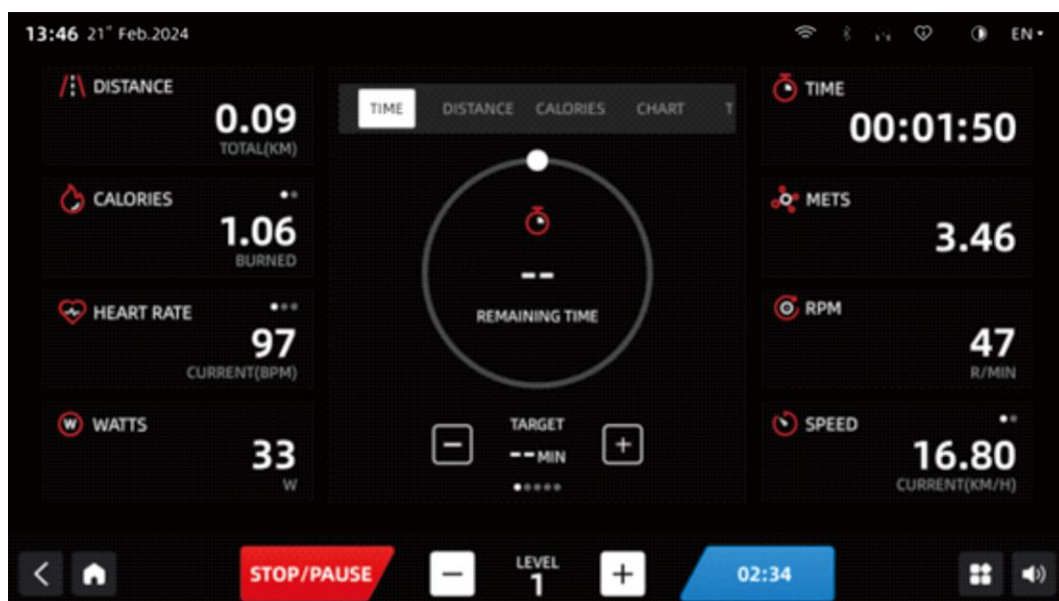 13:46 21st Feb.2024
EN
DISTANCE
0.09
TOTAL(KM)
CALORIES
1.06
BURNED
HEART RATE
97
CURRENT(BPM)
W WATTS
33
W
TIME DISTANCE CALORIES CHART T
--
REMAINING TIME
TARGET
--MIN
TIME
00:01:50
METS
3.46
RPM
47
R/MIN
SPEED
16.80
CURRENT(KM/H)
STOP/PAUSE
LEVEL
1
02:34